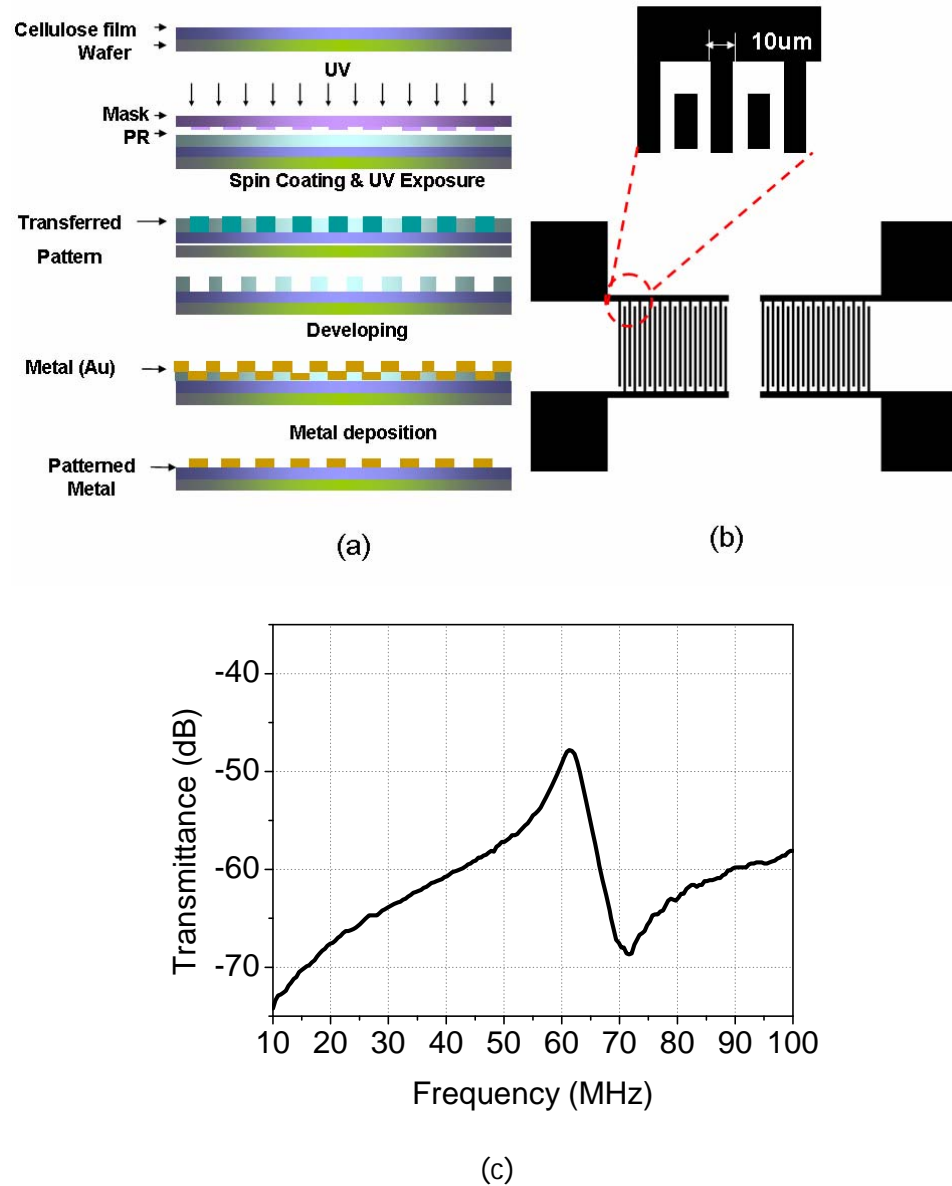 Cellulose film
Wafer
UV
Mask
PR
Spin Coating & UV Exposure
Transferred
Pattern
Developing
Metal (Au)
Metal deposition
Patterned
Metal
(a)
10um
(b)
Transmittance (dB)
-40
-50
-60
-70
10 20 30 40 50 60 70 80 90 100
Frequency (MHz)
(c)